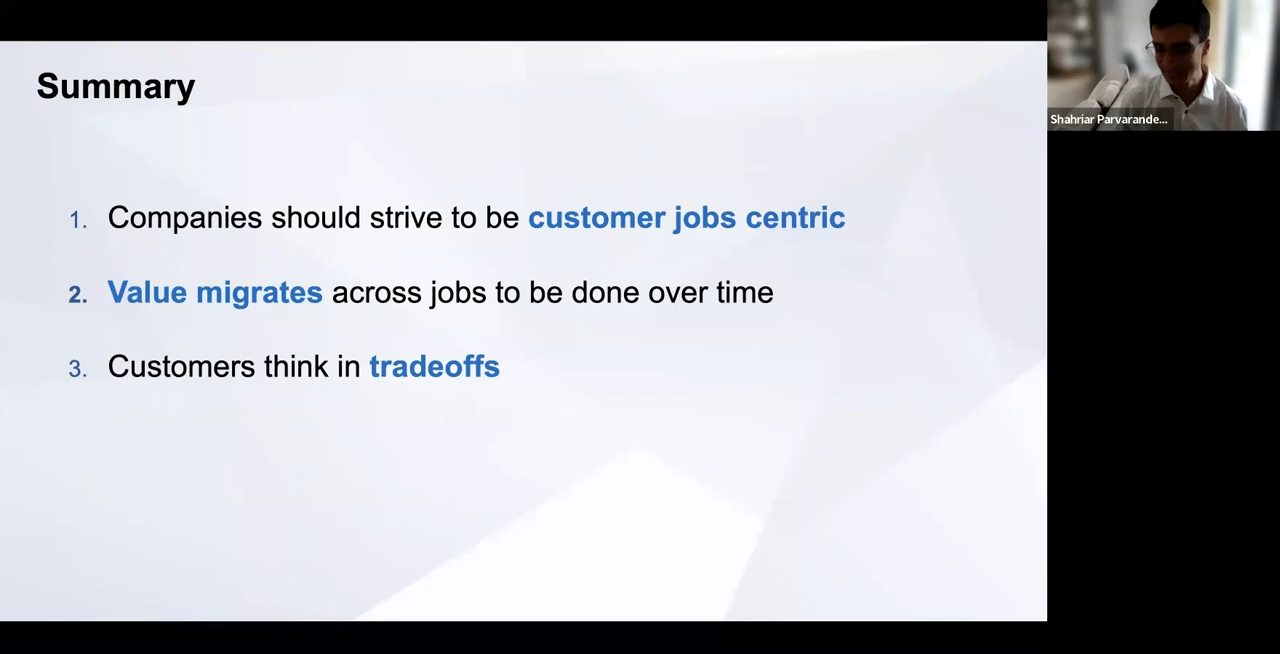 Summary
1. Companies should strive to be customer jobs centric
2. Value migrates across jobs to be done over time
3. Customers think in tradeoffs
Shahriar Parvarande...